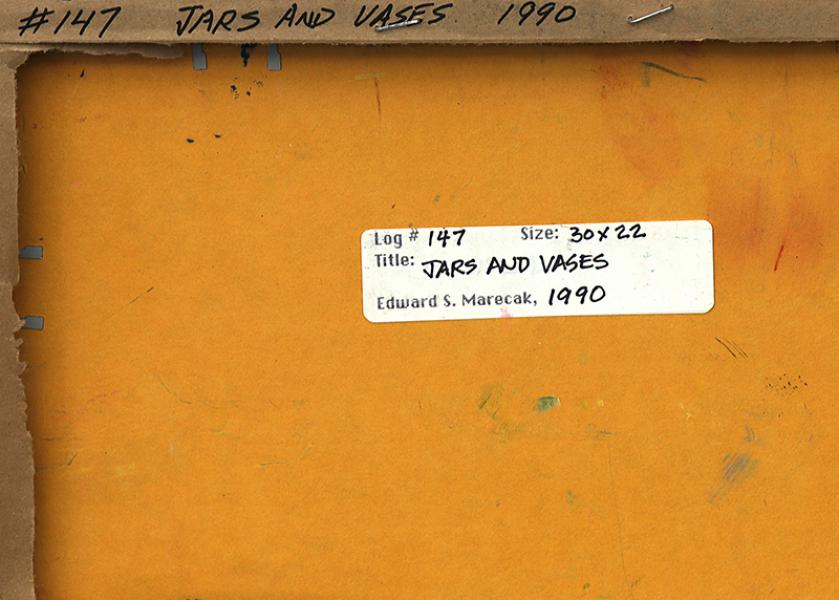 #147 JARS AND VASES. 1990
Log # 147 Size: 30x22
Title: JARS AND VASES
Edward S. Marecak, 1990